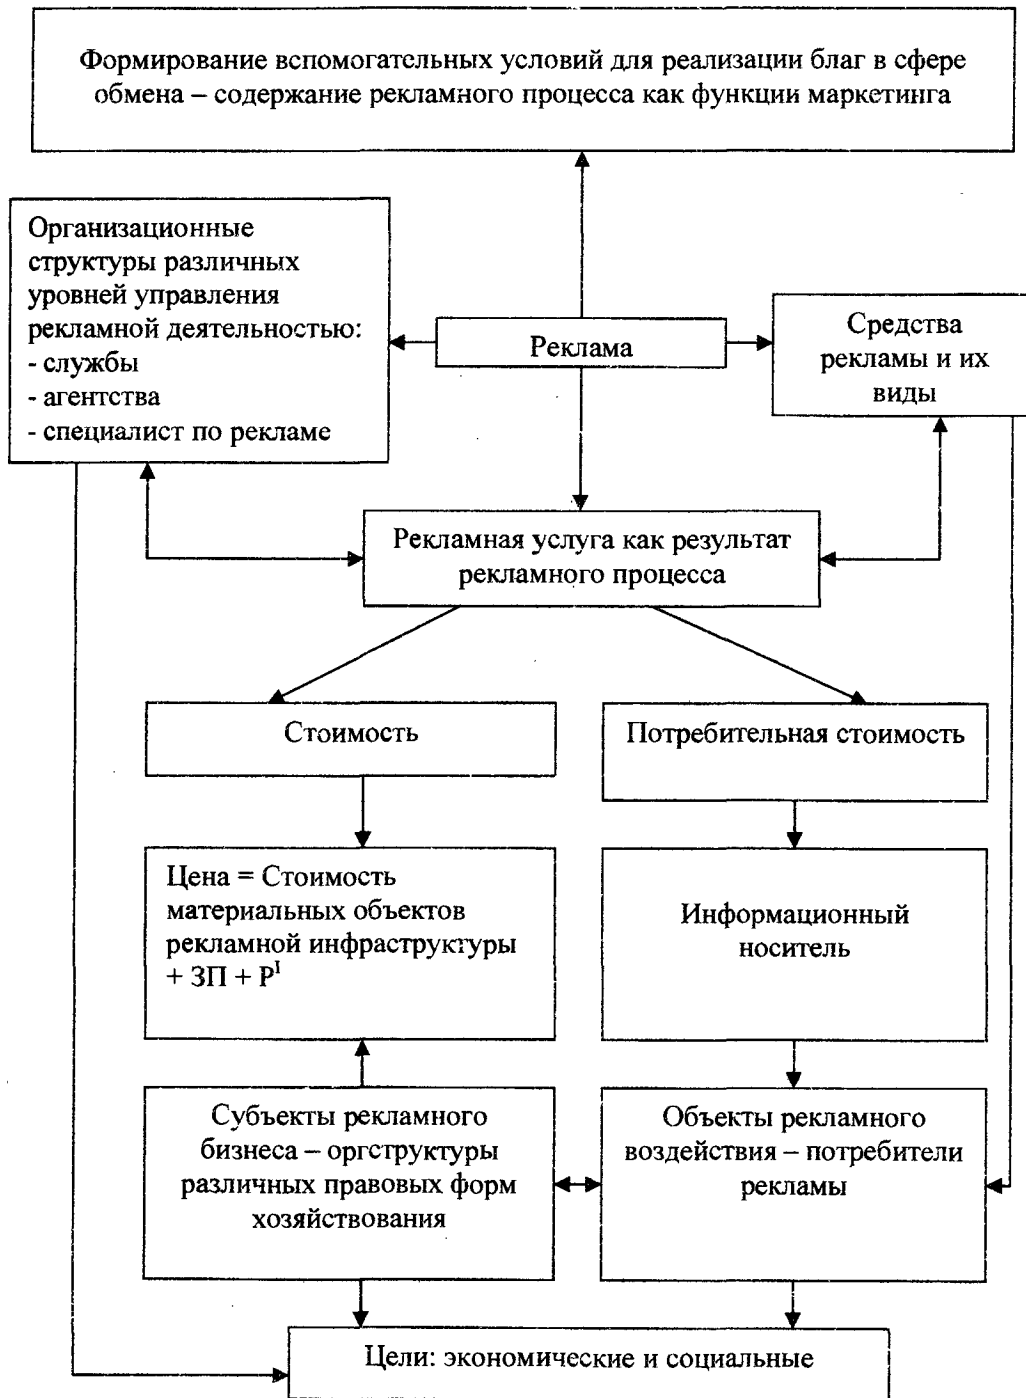 Формирование вспомогательных условий для реализации благ в сфере
обмена – содержание рекламного процесса как функции маркетинга
Организационные
структуры различных
уровней управления
рекламной деятельностью:
- службы
- агентства
- специалист по рекламе
Реклама
Средства
рекламы и их
виды
Рекламная услуга как результат
рекламного процесса
Стоимость
Потребительная стоимость
Цена = Стоимость
материальных объектов
рекламной инфраструктуры
+ ЗП + P^I
Информационный
носитель
Субъекты рекламного
бизнеса – оргструктуры
различных правовых форм
хозяйствования
Объекты рекламного
воздействия – потребители
рекламы
Цели: экономические и социальные